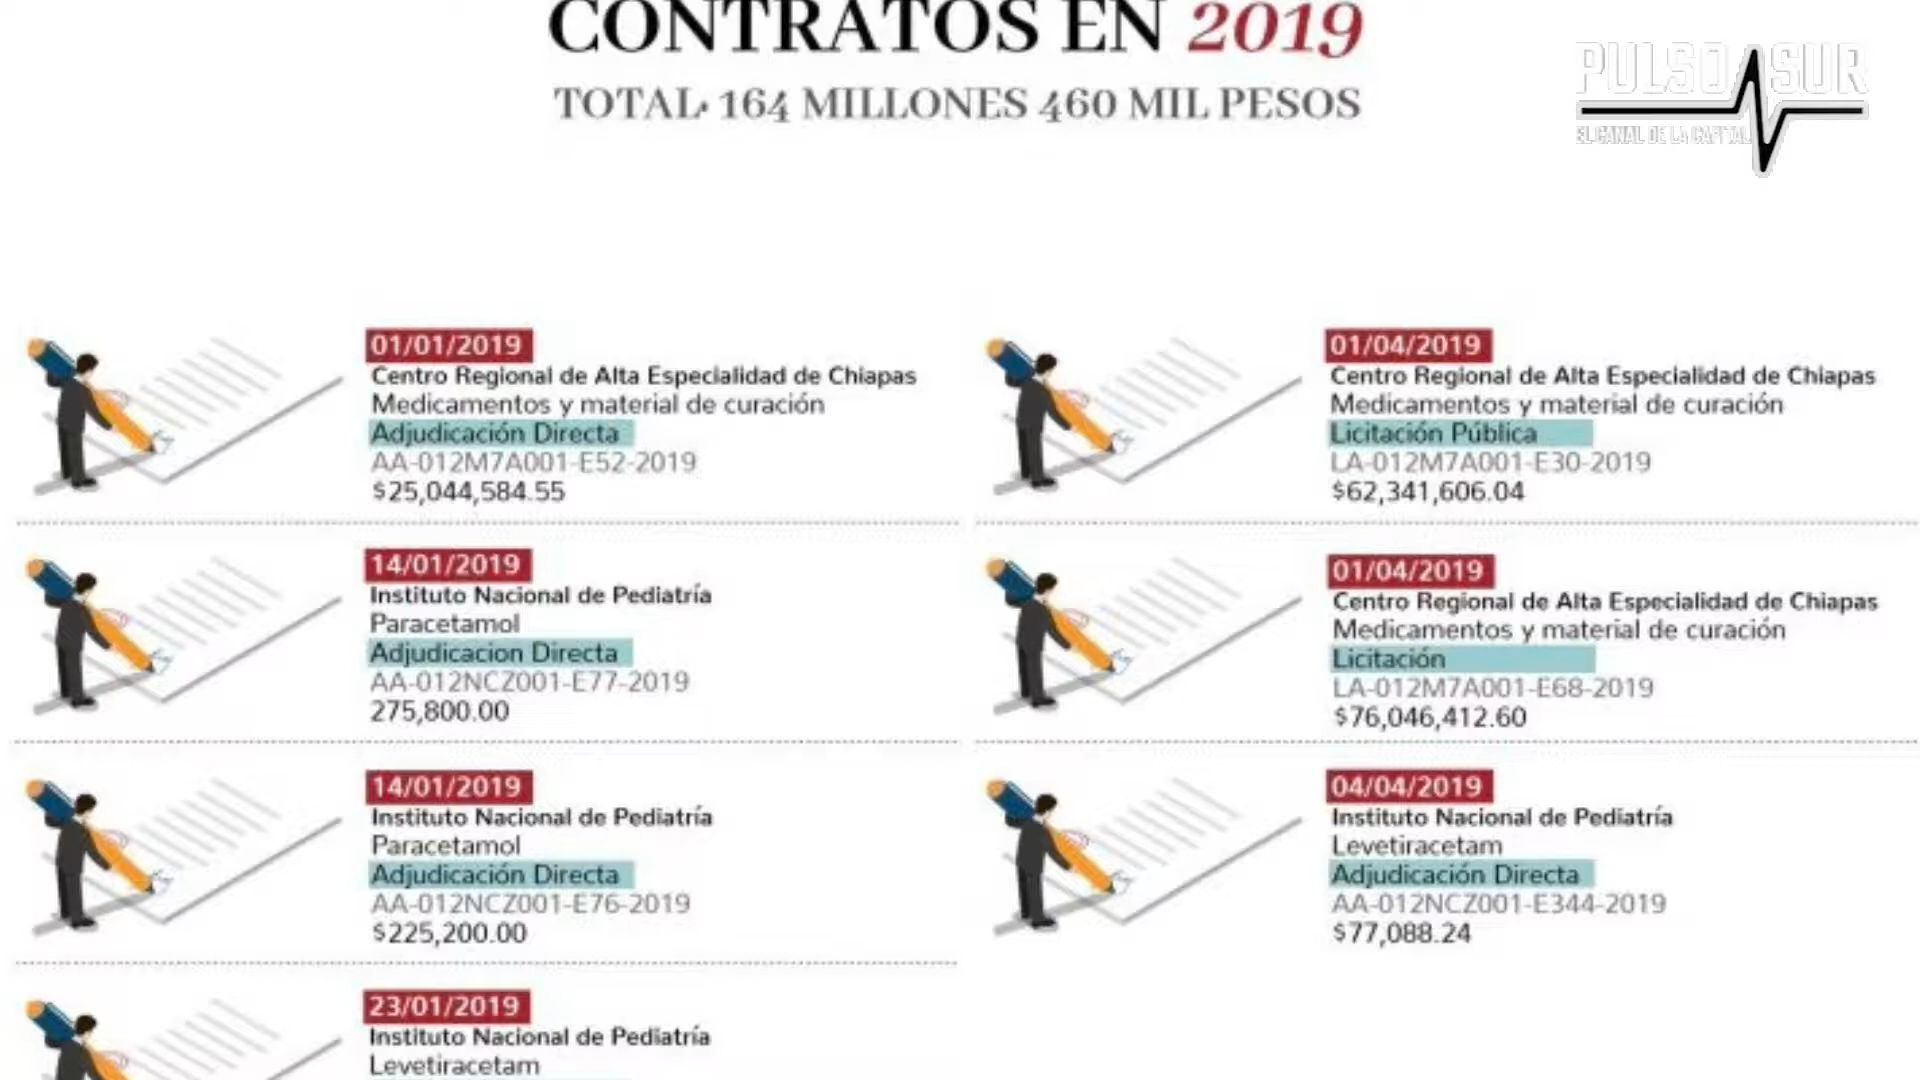 CONTRATOS EN 2019
TOTAL: 164 MILLONES 460 MIL PESOS
PULSO SUR
EL CANAL DE LA CAPITAL
01/01/2019
Centro Regional de Alta Especialidad de Chiapas
Medicamentos y material de curación
Adjudicación Directa
AA-012M7A001-E52-2019
$25,044,584.55
14/01/2019
Instituto Nacional de Pediatría
Paracetamol
Adjudicacion Directa
AA-012NCZ001-E77-2019
275,800.00
14/01/2019
Instituto Nacional de Pediatría
Paracetamol
Adjudicación Directa
AA-012NCZ001-E76-2019
$225,200.00
23/01/2019
Instituto Nacional de Pediatría
Levetiracetam
01/04/2019
Centro Regional de Alta Especialidad de Chiapas
Medicamentos y material de curación
Licitación Pública
LA-012M7A001-E30-2019
$62,341,606.04
01/04/2019
Centro Regional de Alta Especialidad de Chiapas
Medicamentos y material de curación
Licitación
LA-012M7A001-E68-2019
$76,046,412.60
04/04/2019
Instituto Nacional de Pediatría
Levetiracetam
Adjudicación Directa
AA-012NCZ001-E344-2019
$77,088.24